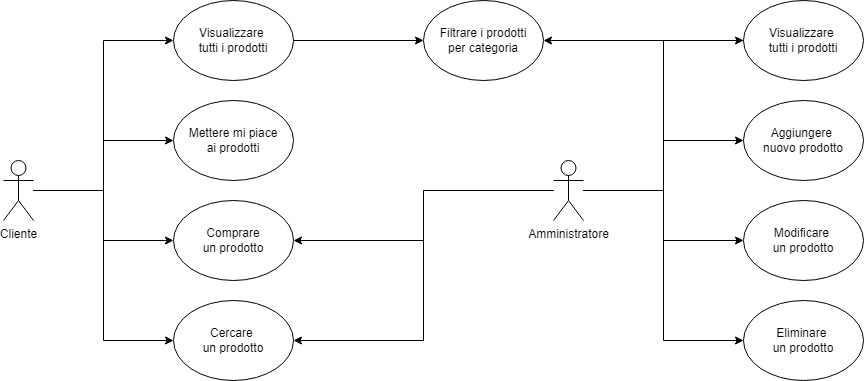 Visualizzare
tutti i prodotti
Filtrare i prodotti
per categoria
Visualizzare
tutti i prodotti
Mettere mi piace
ai prodotti
Aggiungere
nuovo prodotto
Cliente
Comprare
un prodotto
Amministratore
Modificare
un prodotto
Cercare
un prodotto
Eliminare
un prodotto